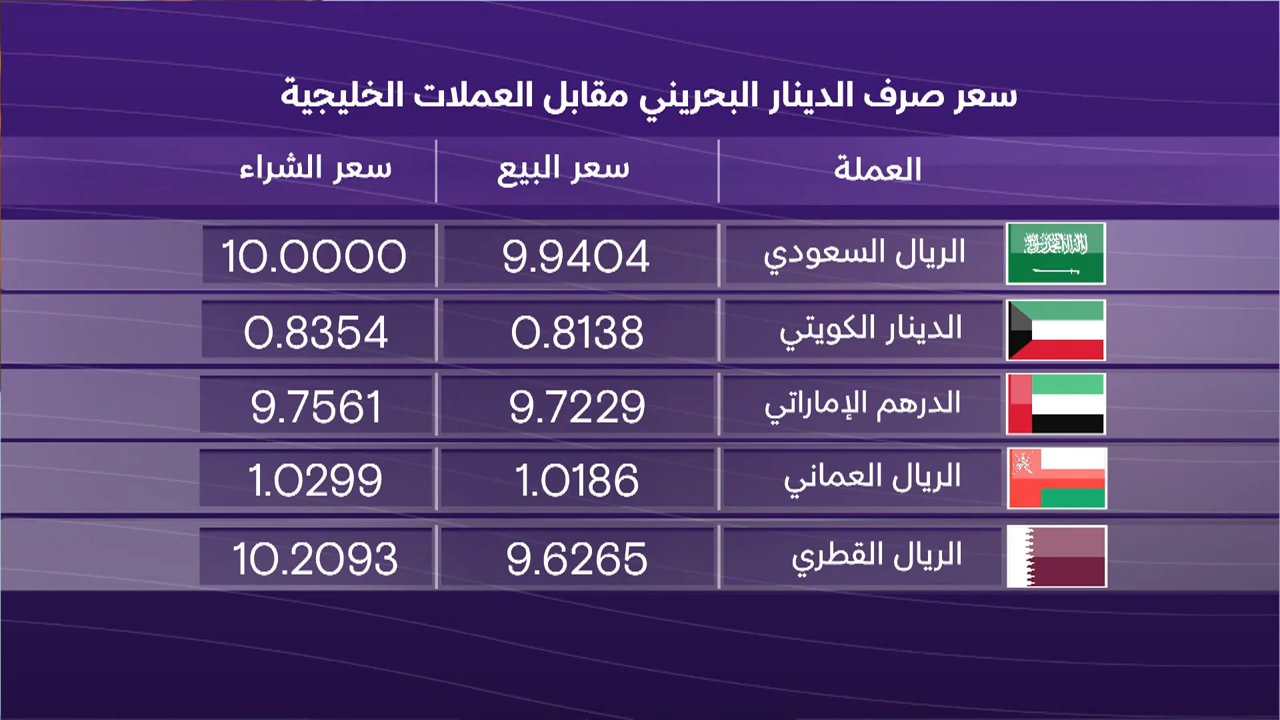 سعر صرف الدينار البحريني مقابل العملات الخليجية
العملة سعر البيع سعر الشراء
الريال السعودي 9.9404 10.0000
الدينار الكويتي 0.8138 0.8354
الدرهم الإماراتي 9.7229 9.7561
الريال العماني 1.0186 1.0299
الريال القطري 9.6265 10.2093